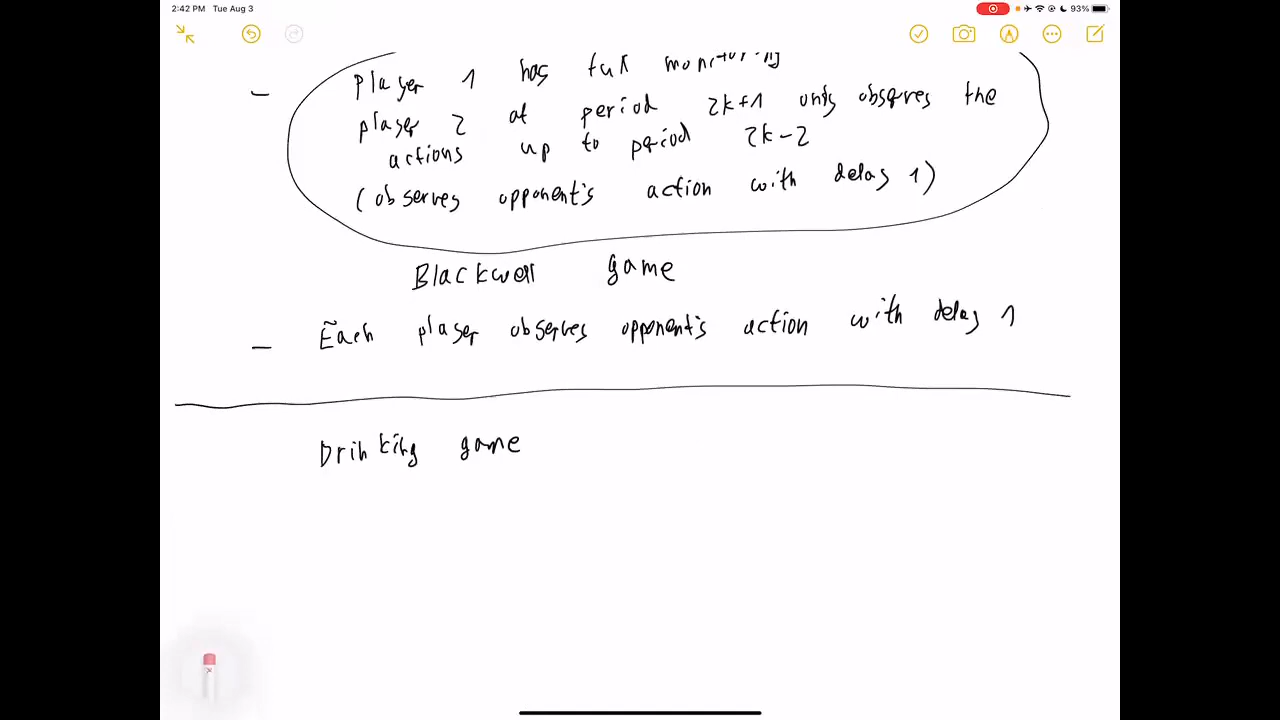 2:42 PM Tue Aug 3
93%
– player 1 has full monitoring
player 2 at period 2k+1 only observes the
actions up to period 2k-2
(observes opponent's action with delay 1)
Blackwell game
– Each player observes opponent's action with delay 1
Drinking game